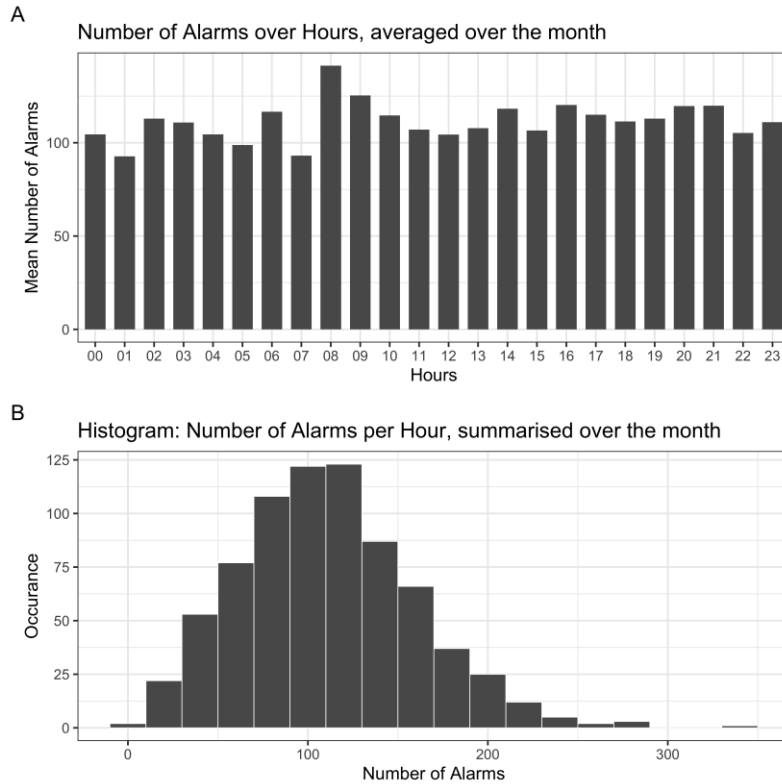 A
Number of Alarms over Hours, averaged over the month
Mean Number of Alarms
100
50
0
00 01 02 03 04 05 06 07 08 09 10 11 12 13 14 15 16 17 18 19 20 21 22 23
Hours
B
Histogram: Number of Alarms per Hour, summarised over the month
Occurance
125
100
75
50
25
0
0 100 200 300
Number of Alarms